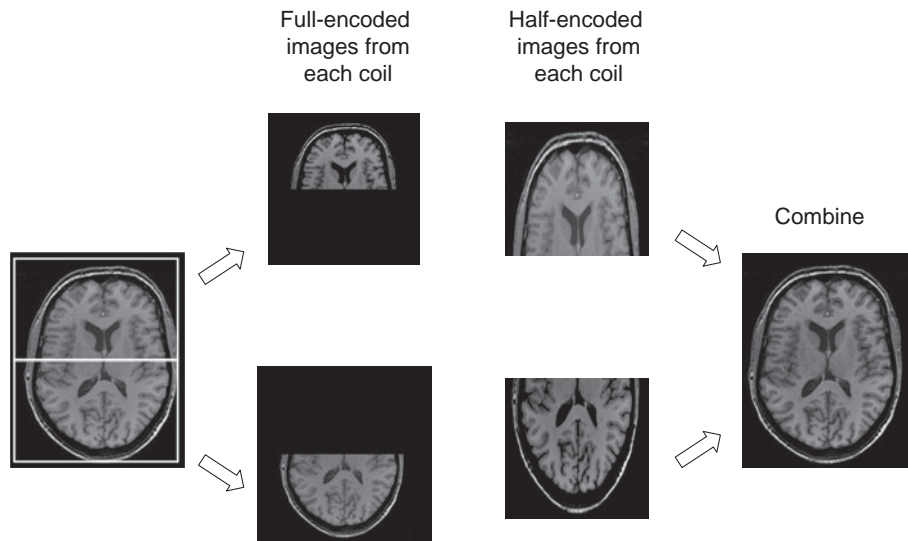 Full-encoded
images from
each coil
Half-encoded
images from
each coil
Combine